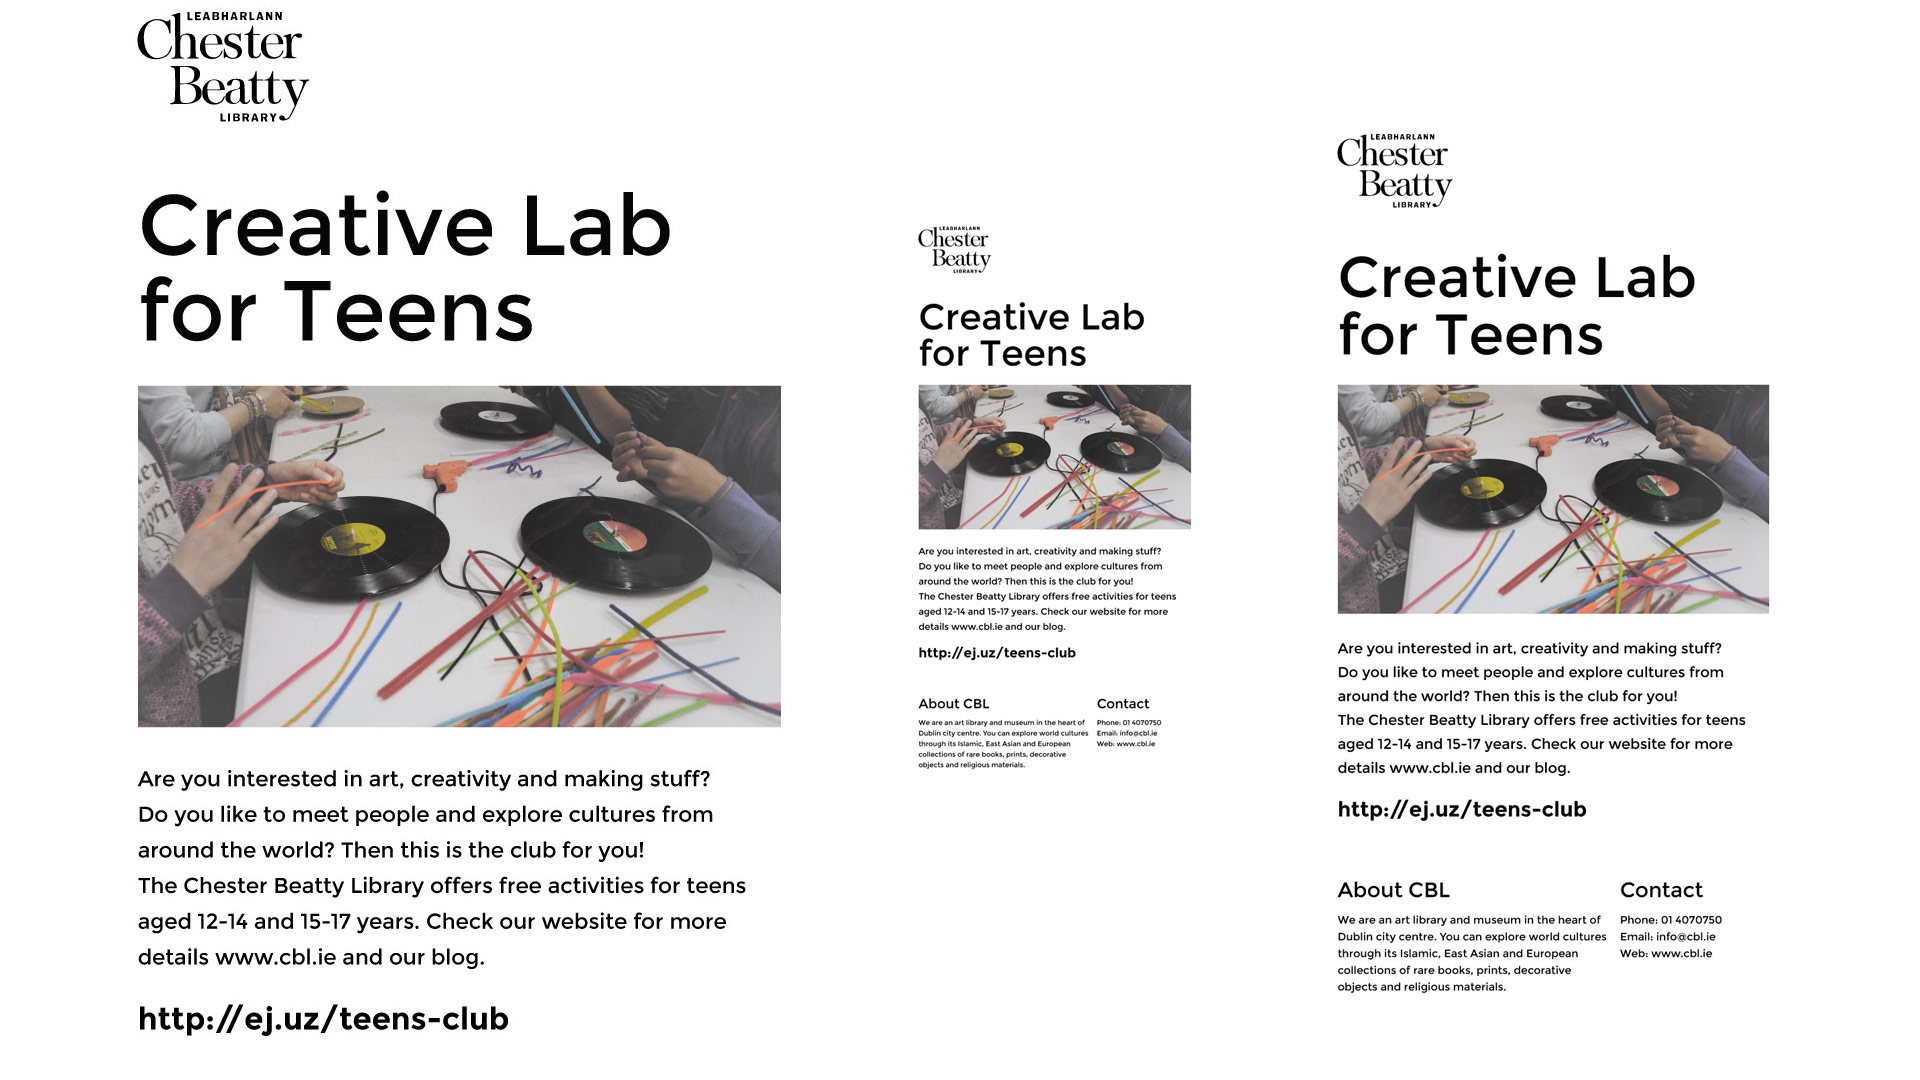 LEABHARLANN
Chester
Beatty
LIBRARY
Creative Lab
for Teens
Are you interested in art, creativity and making stuff?
Do you like to meet people and explore cultures from
around the world? Then this is the club for you!
The Chester Beatty Library offers free activities for teens
aged 12-14 and 15-17 years. Check our website for more
details www.cbl.ie and our blog.
http://ej.uz/teens-club
LEABHARLANN
Chester
Beatty
LIBRARY
Creative Lab
for Teens
Are you interested in art, creativity and making stuff?
Do you like to meet people and explore cultures from
around the world? Then this is the club for you!
The Chester Beatty Library offers free activities for teens
aged 12-14 and 15-17 years. Check our website for more
details www.cbl.ie and our blog.
http://ej.uz/teens-club
About CBL
We are an art library and museum in the heart of
Dublin city centre. You can explore world cultures
through its Islamic, East Asian and European
collections of rare books, prints, decorative
objects and religious materials.
Contact
Phone: 01 4070750
Email: info@cbl.ie
Web: www.cbl.ie
LEABHARLANN
Chester
Beatty
LIBRARY
Creative Lab
for Teens
Are you interested in art, creativity and making stuff?
Do you like to meet people and explore cultures from
around the world? Then this is the club for you!
The Chester Beatty Library offers free activities for teens
aged 12-14 and 15-17 years. Check our website for more
details www.cbl.ie and our blog.
http://ej.uz/teens-club
About CBL
We are an art library and museum in the heart of
Dublin city centre. You can explore world cultures
through its Islamic, East Asian and European
collections of rare books, prints, decorative
objects and religious materials.
Contact
Phone: 01 4070750
Email: info@cbl.ie
Web: www.cbl.ie